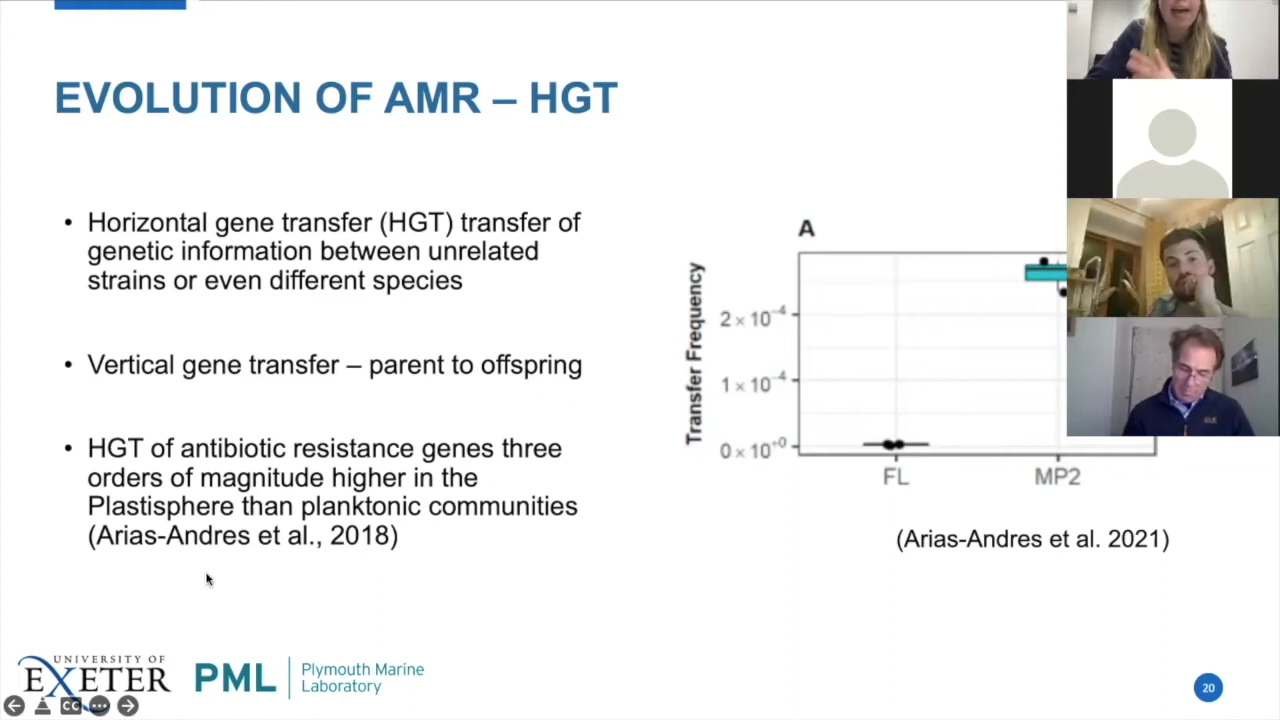 EVOLUTION OF AMR – HGT
• Horizontal gene transfer (HGT) transfer of
genetic information between unrelated
strains or even different species
• Vertical gene transfer – parent to offspring
• HGT of antibiotic resistance genes three
orders of magnitude higher in the
Plastisphere than planktonic communities
(Arias-Andres et al., 2018)
A
Transfer Frequency
2 × 10⁻⁴
1 × 10⁻⁴
0 × 10⁺⁰
FL
MP2
(Arias-Andres et al. 2021)
UNIVERSITY OF
EXETER
PML
Plymouth Marine
Laboratory
CC
20